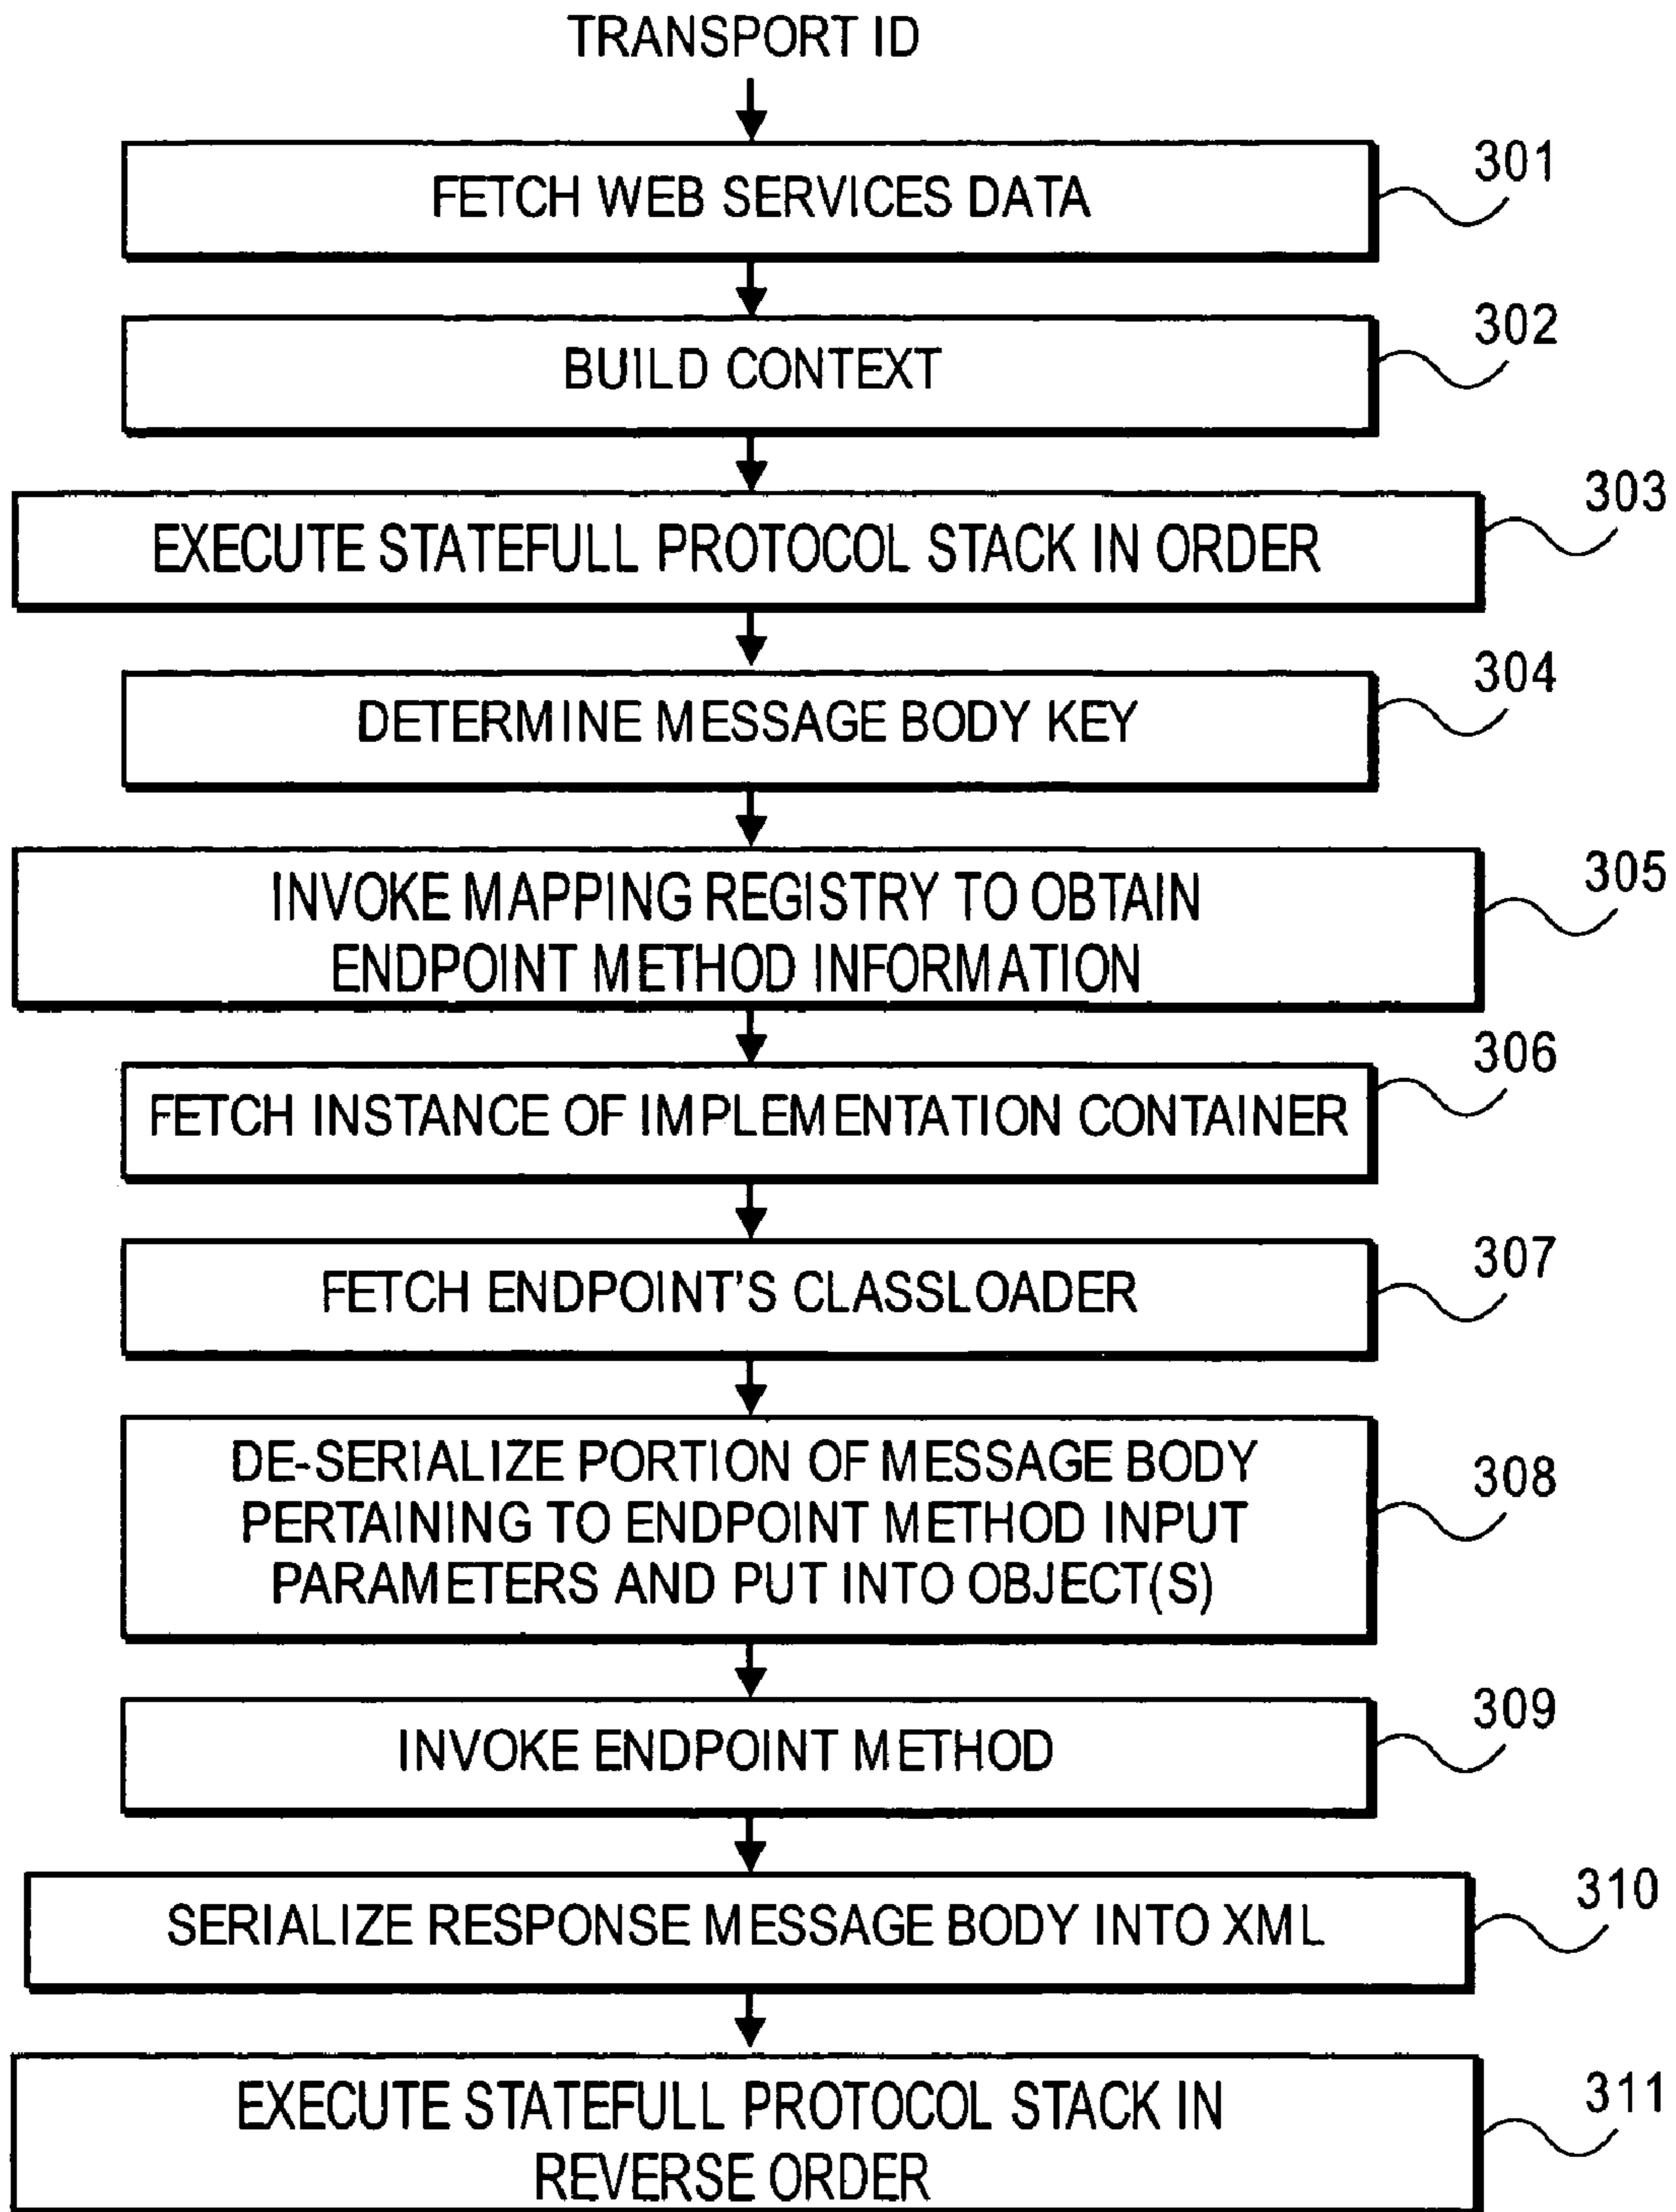 TRANSPORT ID
FETCH WEB SERVICES DATA
301
BUILD CONTEXT
302
EXECUTE STATEFULL PROTOCOL STACK IN ORDER
303
DETERMINE MESSAGE BODY KEY
304
INVOKE MAPPING REGISTRY TO OBTAIN
ENDPOINT METHOD INFORMATION
305
FETCH INSTANCE OF IMPLEMENTATION CONTAINER
306
FETCH ENDPOINT'S CLASSLOADER
307
DE-SERIALIZE PORTION OF MESSAGE BODY
PERTAINING TO ENDPOINT METHOD INPUT
PARAMETERS AND PUT INTO OBJECT(S)
308
INVOKE ENDPOINT METHOD
309
SERIALIZE RESPONSE MESSAGE BODY INTO XML
310
EXECUTE STATEFULL PROTOCOL STACK IN
REVERSE ORDER
311